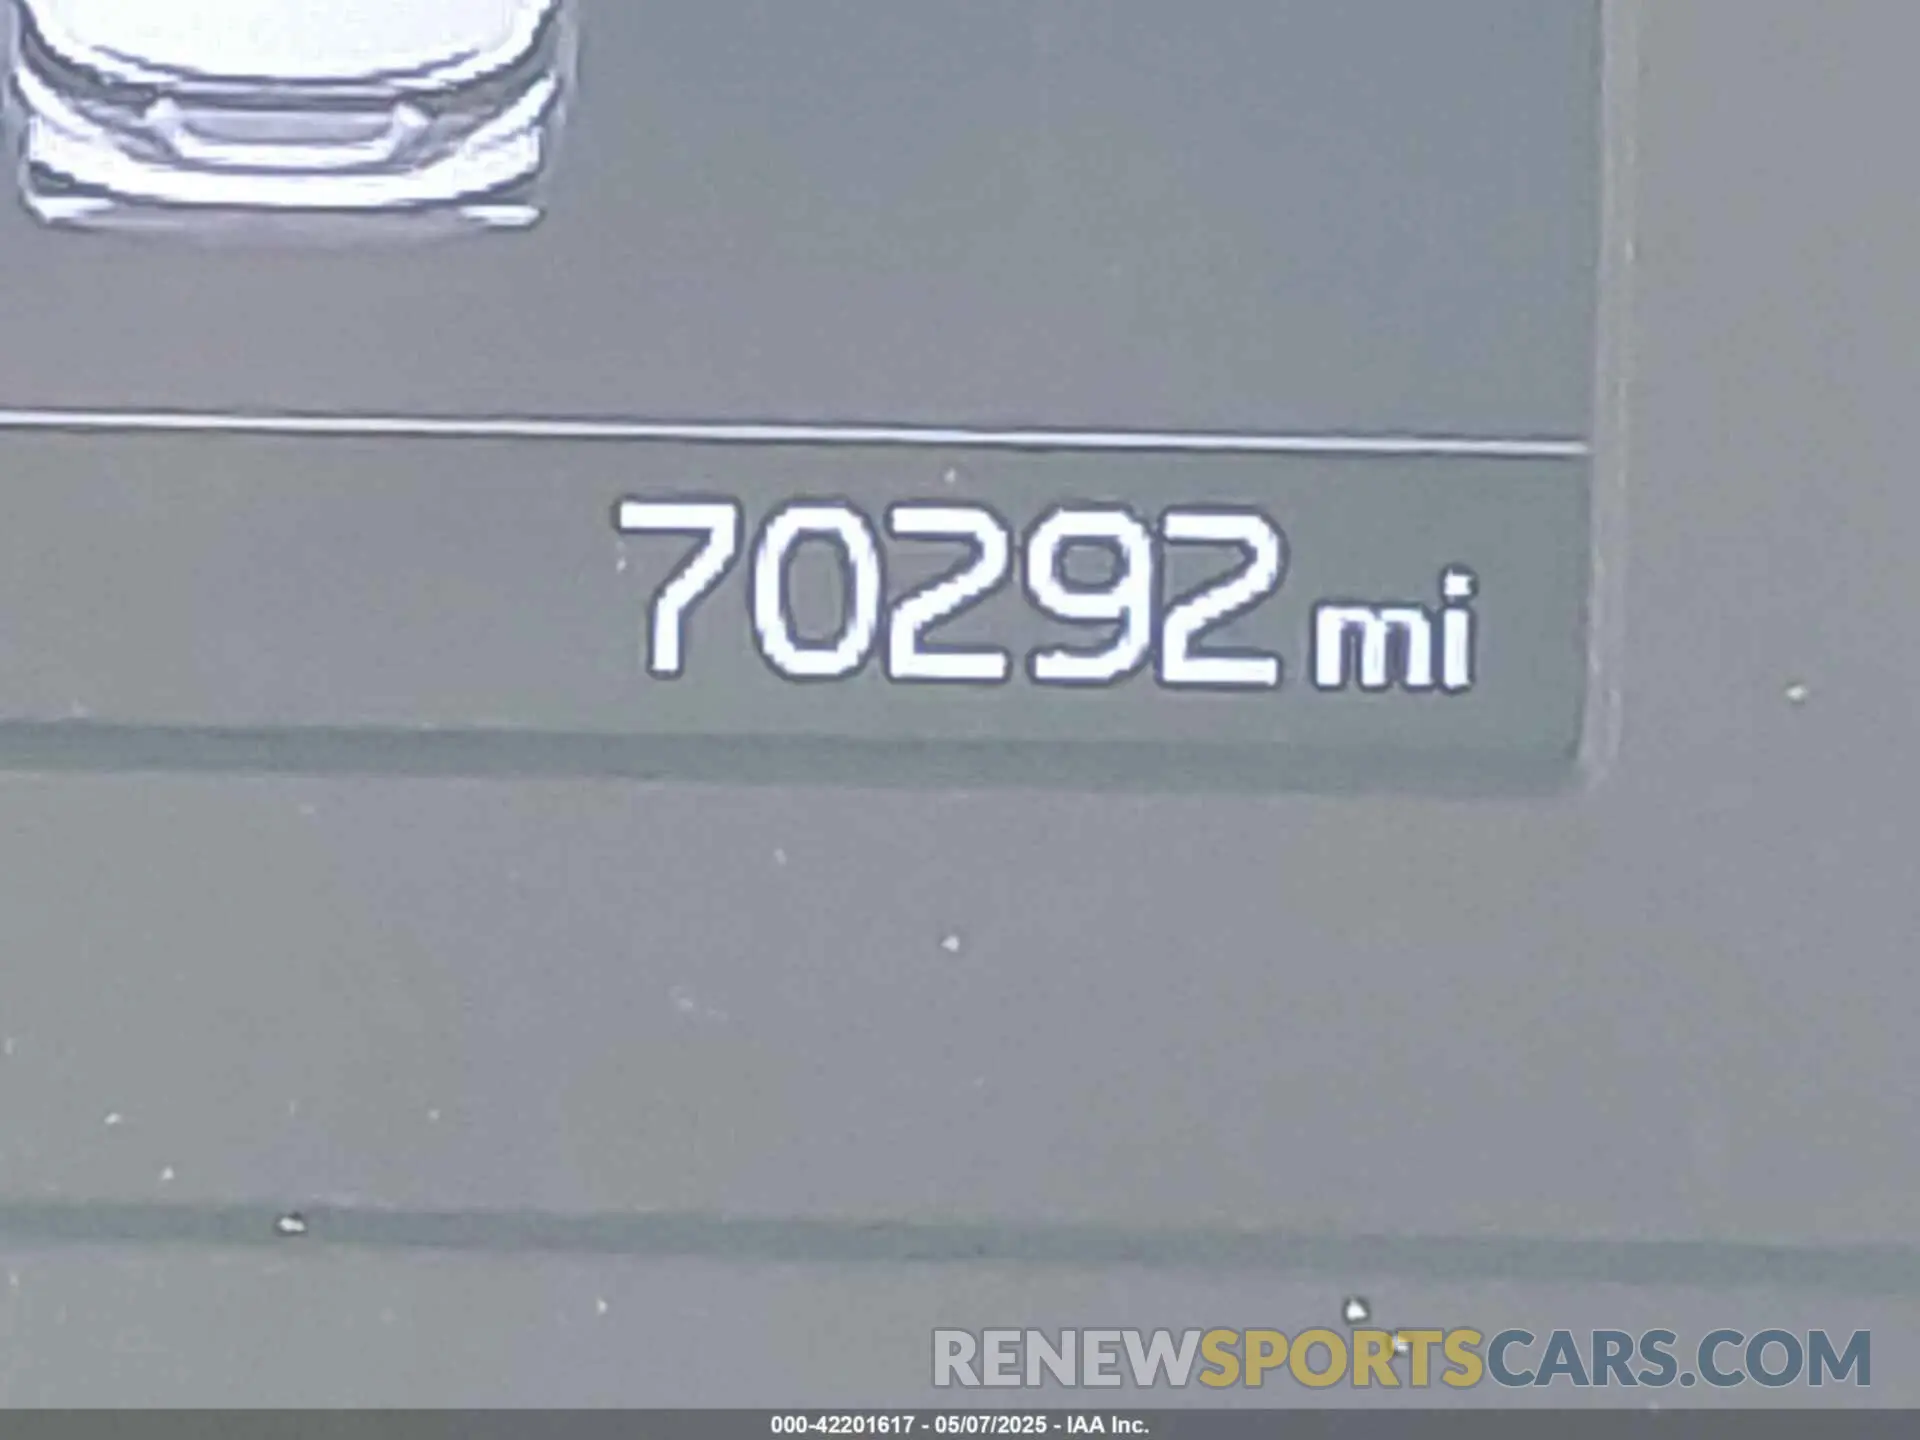 70292 mi
RENEWSPORTSCARS.COM
000-42201617 - 05/07/2025 - IAA Inc.